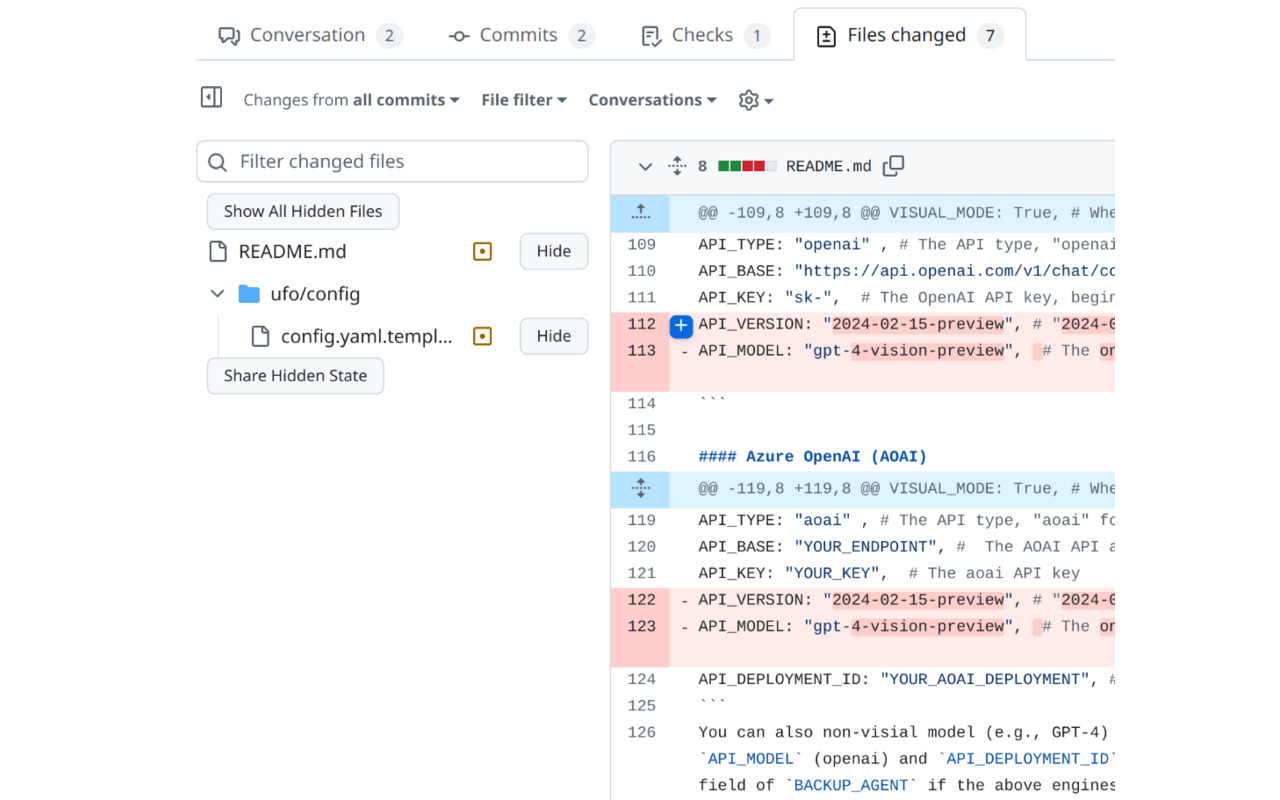 Conversation 2 Commits 2 Checks 1 Files changed 7
Changes from all commits File filter Conversations
Filter changed files
Show All Hidden Files
README.md Hide
ufo/config
config.yaml.templ... Hide
Share Hidden State
8 README.md
@@ -109,8 +109,8 @@ VISUAL_MODE: True, # Whe
109 API_TYPE: "openai" , # The API type, "openai
110 API_BASE: "https://api.openai.com/v1/chat/co
111 API_KEY: "sk-",  # The OpenAI API key, begin
112 + API_VERSION: "2024-02-15-preview", # "2024-0
113 - API_MODEL: "gpt-4-vision-preview",  # The on
114 ```
115
116 #### Azure OpenAI (AOAI)
@@ -119,8 +119,8 @@ VISUAL_MODE: True, # Whe
119 API_TYPE: "aoai" , # The API type, "aoai" fo
120 API_BASE: "YOUR_ENDPOINT", #  The AOAI API a
121 API_KEY: "YOUR_KEY",  # The aoai API key
122 - API_VERSION: "2024-02-15-preview", # "2024-0
123 - API_MODEL: "gpt-4-vision-preview",  # The on
124 API_DEPLOYMENT_ID: "YOUR_AOAI_DEPLOYMENT", #
125 ```
126 You can also non-visial model (e.g., GPT-4)
`API_MODEL` (openai) and `API_DEPLOYMENT_ID`
field of `BACKUP_AGENT` if the above engines